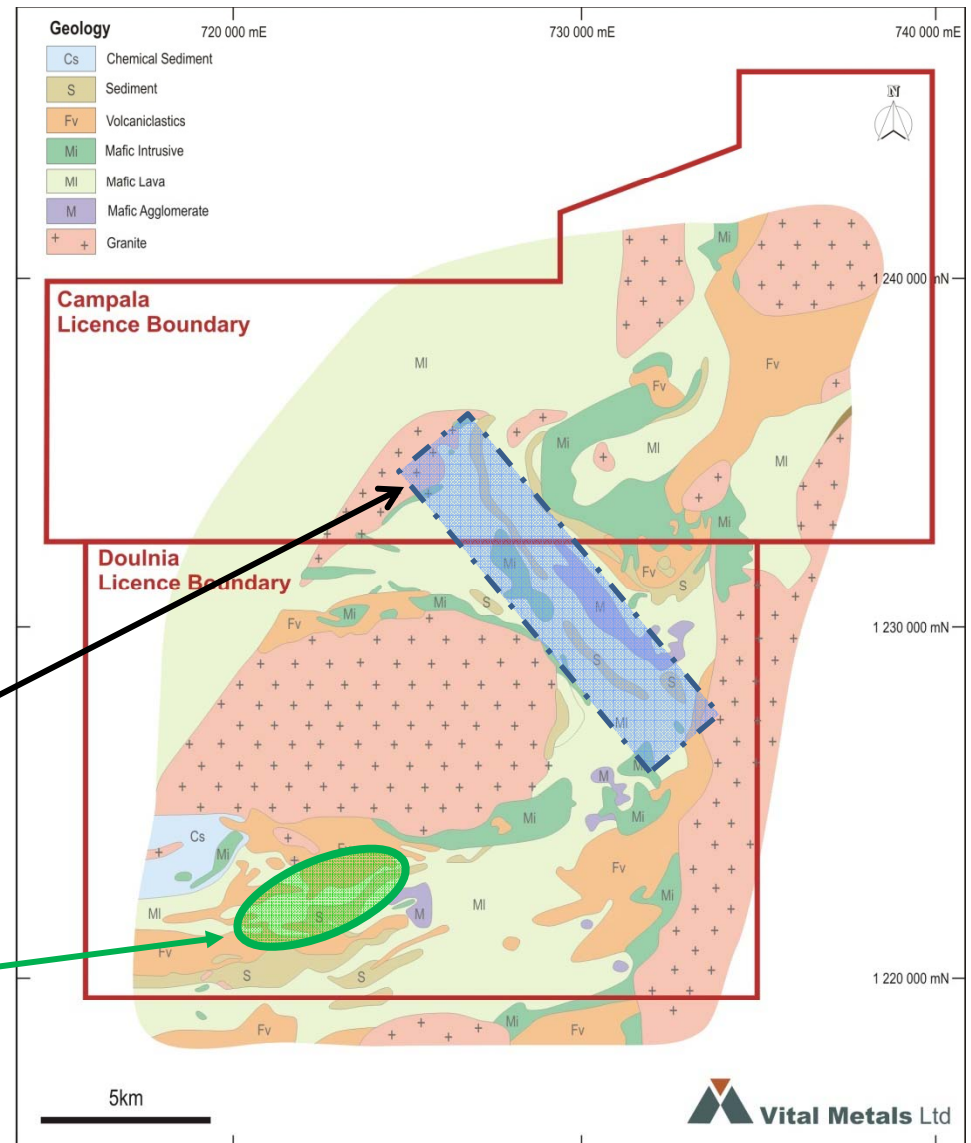 720 000 mE
730 000 mE
740 000 mE
Geology
Cs Chemical Sediment
S Sediment
Fv Volcaniclastics
Mi Mafic Intrusive
Ml Mafic Lava
M Mafic Agglomerate
Granite
N
Mi
1 240 000 mN
Campala
Licence Boundary
Ml
Fv
Fv
Mi
Ml
Ml
Mi
Doulnia
Licence Boundary
Mi
Fv
S
Mi
S
M
Mi
Fv
1 230 000 mN
S
S
Mi
Mi
M
Mi
Mi
Cs
Mi
Fv
Fv
Mi
S
M
Ml
Ml
Fv
S
S
1 220 000 mN
Fv
Mi
Fv
5km
Vital Metals Ltd